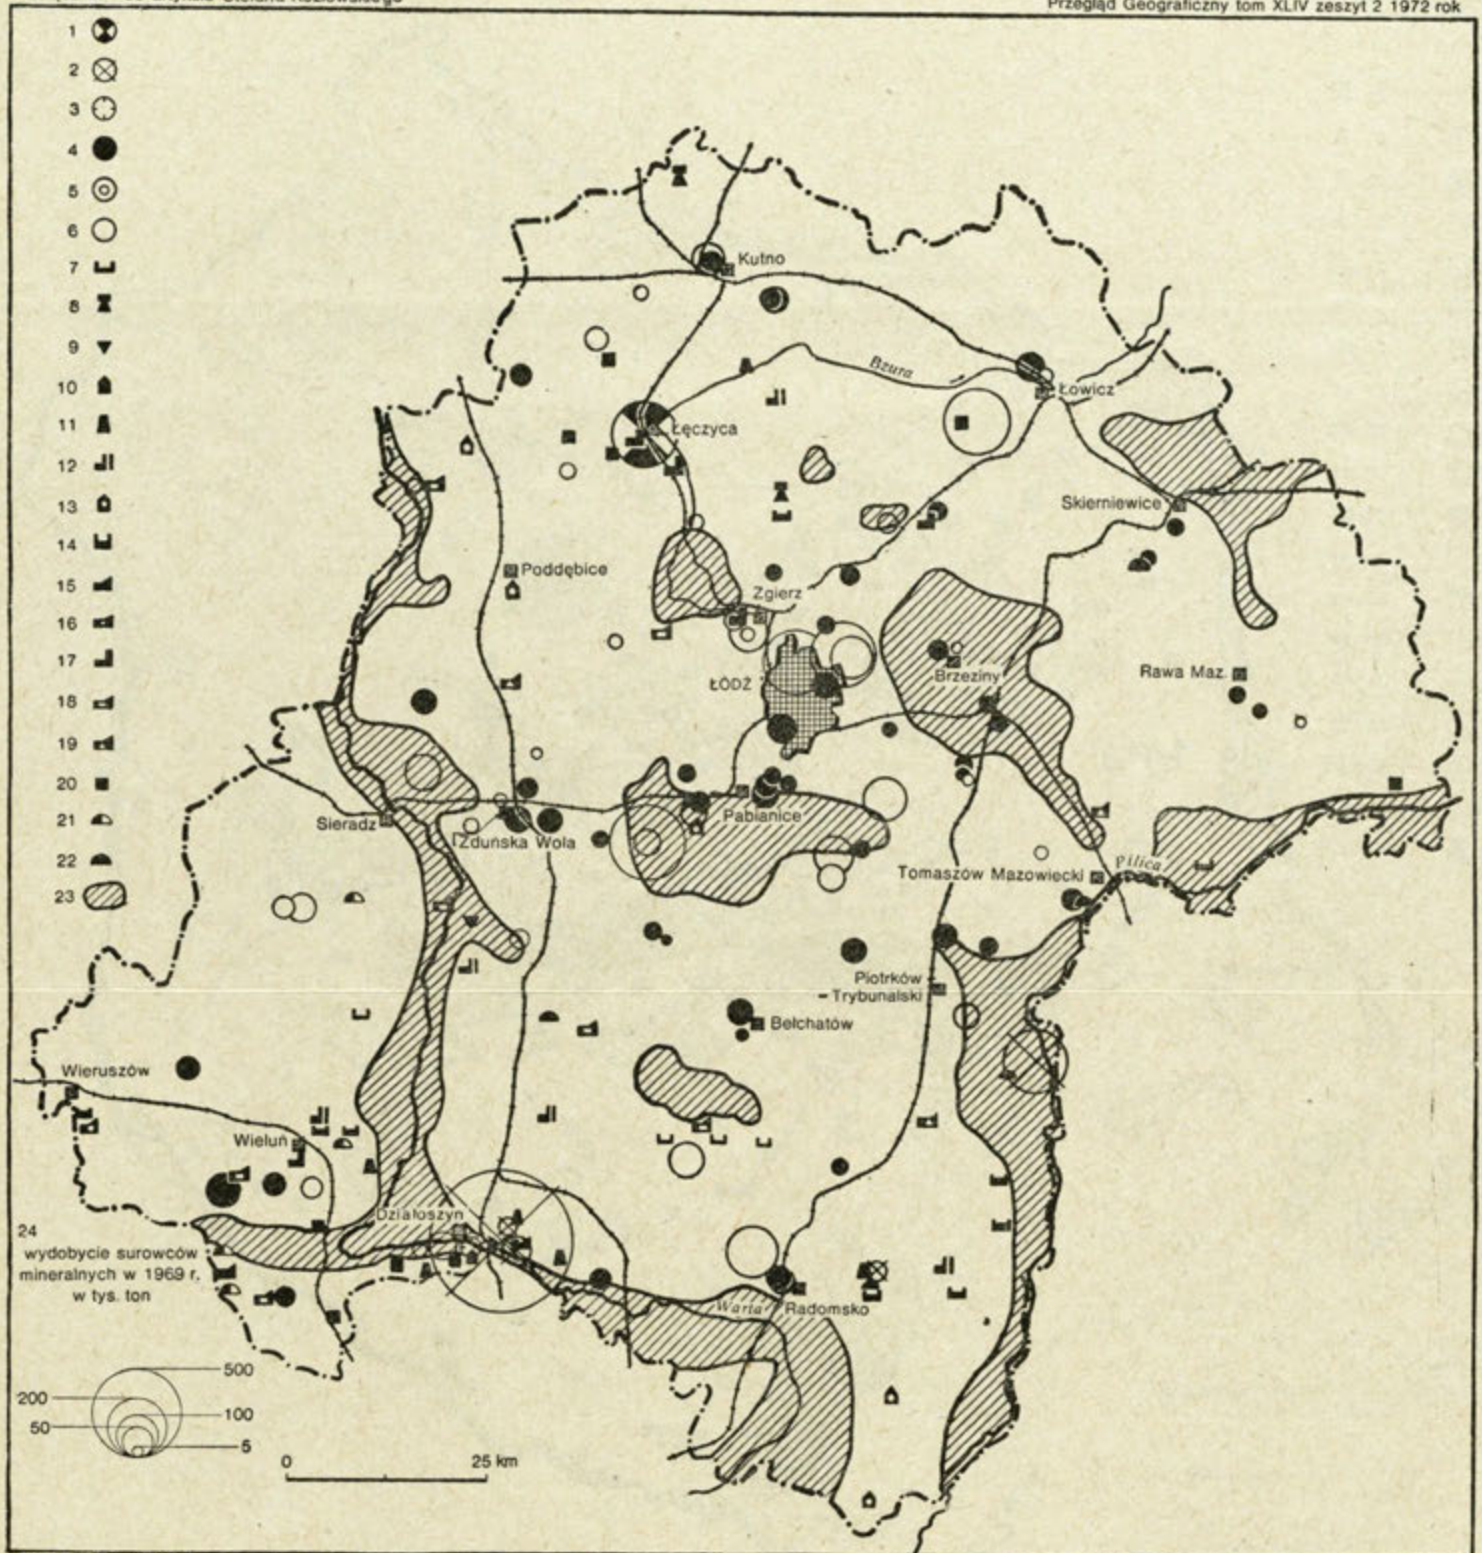 Przegląd Geograficzny tom XLIV zeszyt 2 1972 rok
1
2
3
4
5
6
7
8
9
10
11
12
13
14
15
16
17
18
19
20
21
22
23
24
wydobycie surowców
mineralnych w 1969 r.
w tys. ton
500
200
100
50
5
0 25 km
Kutno
Bzura
Łowicz
Łęczyca
Skierniewice
Poddębice
Zgierz
ŁÓDŹ
Brzeziny
Rawa Maz.
Sieradz
Zduńska Wola
Pabianice
Tomaszów Mazowiecki
Pilica
Piotrków
-Trybunalski
Bełchatów
Wieruszów
Wieluń
Działoszyn
Warta
Radomsko